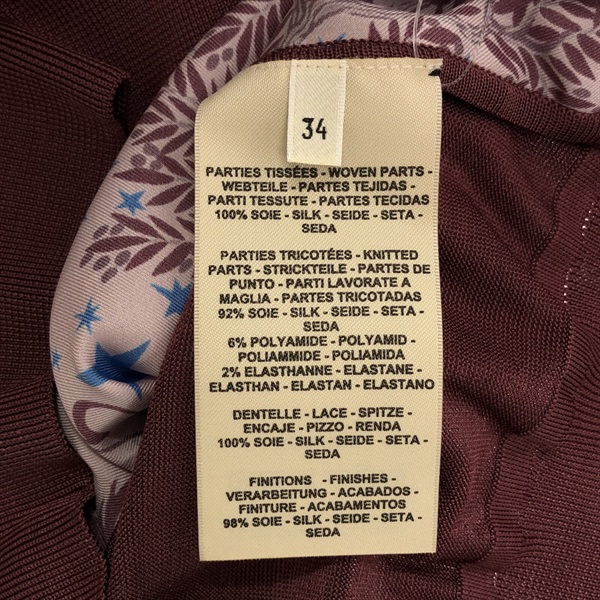 34
PARTIES TISSÉES - WOVEN PARTS -
WEBTEILE - PARTES TEJIDAS -
PARTI TESSUTE - PARTES TECIDAS
100% SOIE - SILK - SEIDE - SETA -
SEDA
PARTIES TRICOTÉES - KNITTED
PARTS - STRICKTEILE - PARTES DE
PUNTO - PARTI LAVORATE A
MAGLIA - PARTES TRICOTADAS
92% SOIE - SILK - SEIDE - SETA -
SEDA
6% POLYAMIDE - POLYAMID -
POLIAMMIDE - POLIAMIDA
2% ELASTHANNE - ELASTANE -
ELASTHAN - ELASTAN - ELASTANO
DENTELLE - LACE - SPITZE -
ENCAJE - PIZZO - RENDA
100% SOIE - SILK - SEIDE - SETA -
SEDA
FINITIONS - FINISHES -
VERARBEITUNG - ACABADOS -
FINITURE - ACABAMENTOS
98% SOIE - SILK - SEIDE - SETA -
SEDA